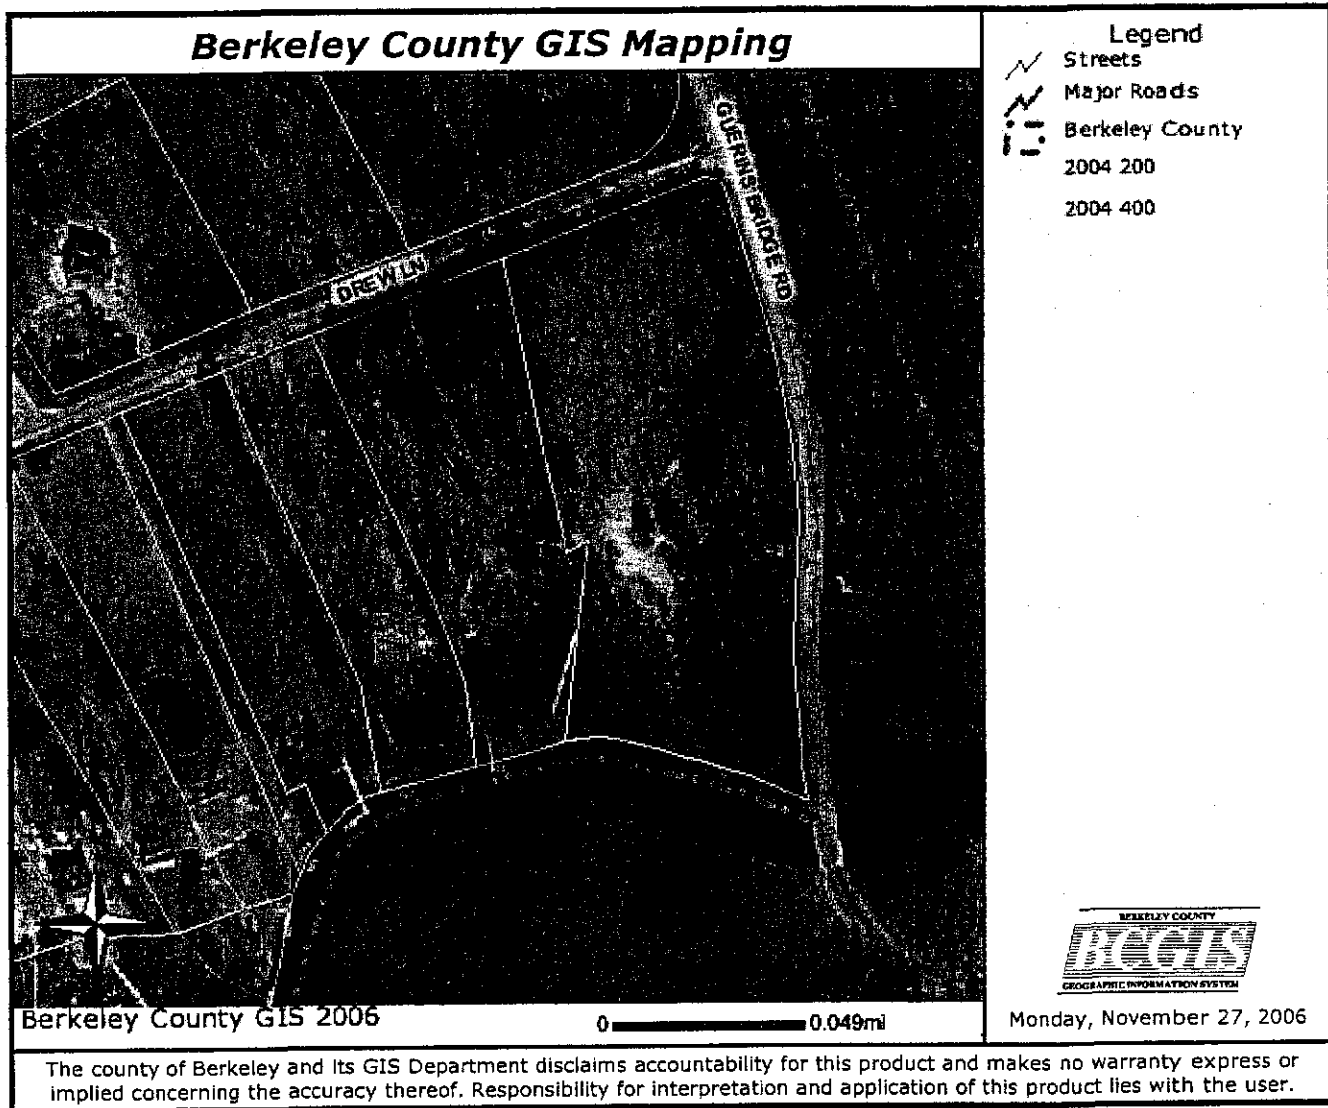 Berkeley County GIS Mapping
Legend
Streets
Major Roads
Berkeley County
2004 200
2004 400
GUERINS BRIDGE RD
DREW LN
BERKELEY COUNTY
BCGIS
GEOGRAPHIC INFORMATION SYSTEM
Berkeley County GIS 2006
0 0.049mi
Monday, November 27, 2006
The county of Berkeley and its GIS Department disclaims accountability for this product and makes no warranty express or
implied concerning the accuracy thereof. Responsibility for interpretation and application of this product lies with the user.